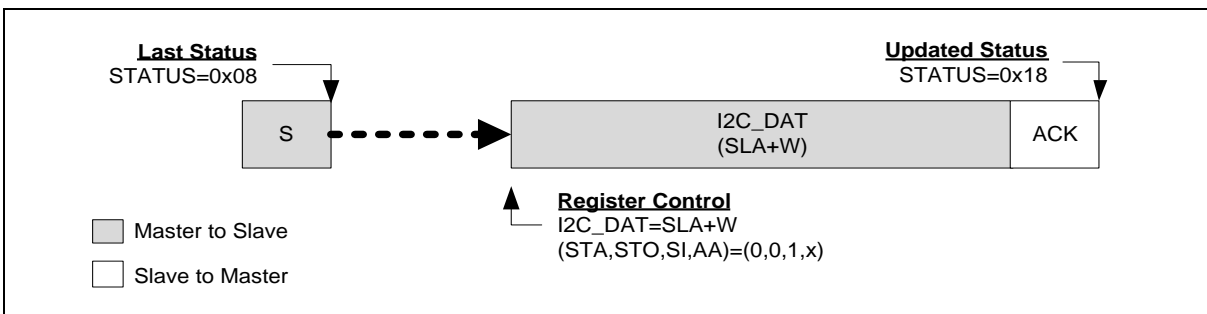 Last Status
STATUS=0x08
Updated Status
STATUS=0x18
S
I2C_DAT
(SLA+W)
ACK
Register Control
I2C_DAT=SLA+W
(STA,STO,SI,AA)=(0,0,1,x)
Master to Slave
Slave to Master